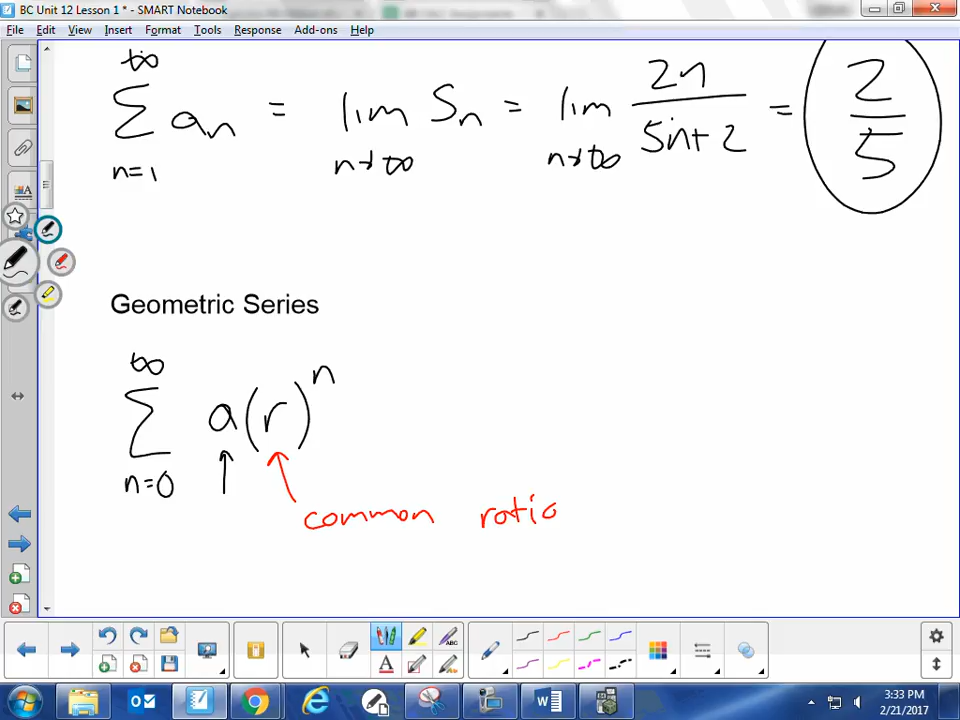 BC Unit 12 Lesson 1 * - SMART Notebook
File Edit View Insert Format Tools Response Add-ons Help
∞
∑ aₙ = lim Sₙ = lim 2n/(5n+2) = 2/5
n=1 n→∞ n→∞
Geometric Series
∞
∑ a(r)ⁿ
n=0
common ratio
3:33 PM
2/21/2017